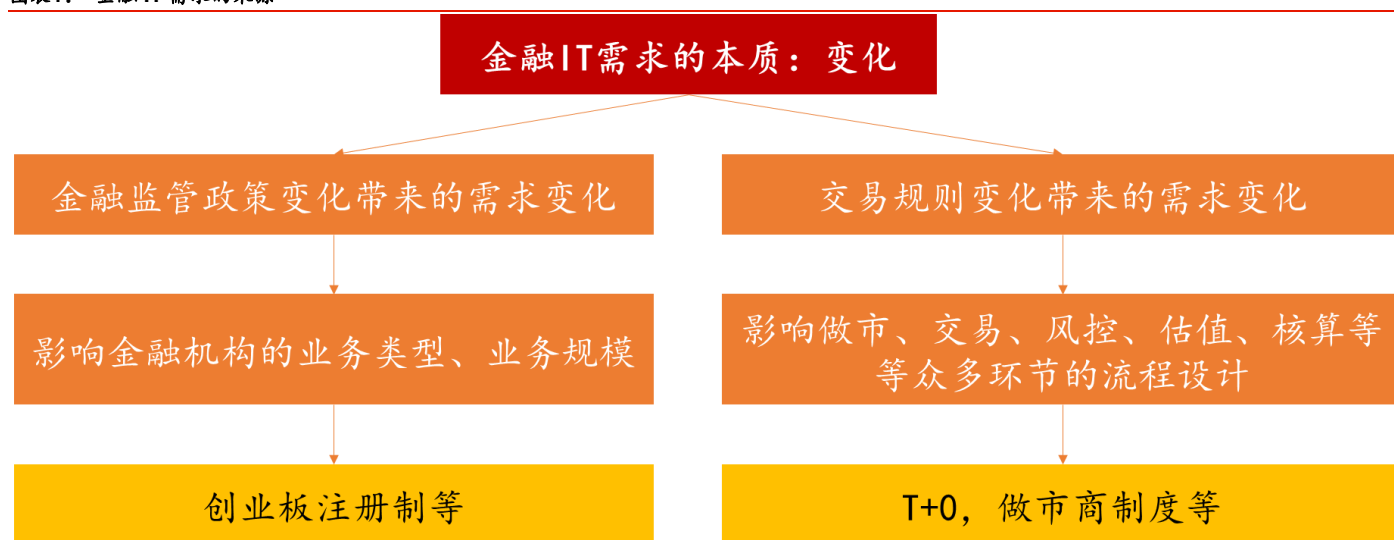 金融IT需求的本质：变化
金融监管政策变化带来的需求变化
交易规则变化带来的需求变化
影响金融机构的业务类型、业务规模
影响做市、交易、风控、估值、核算等
等众多环节的流程设计
创业板注册制等
T+0，做市商制度等